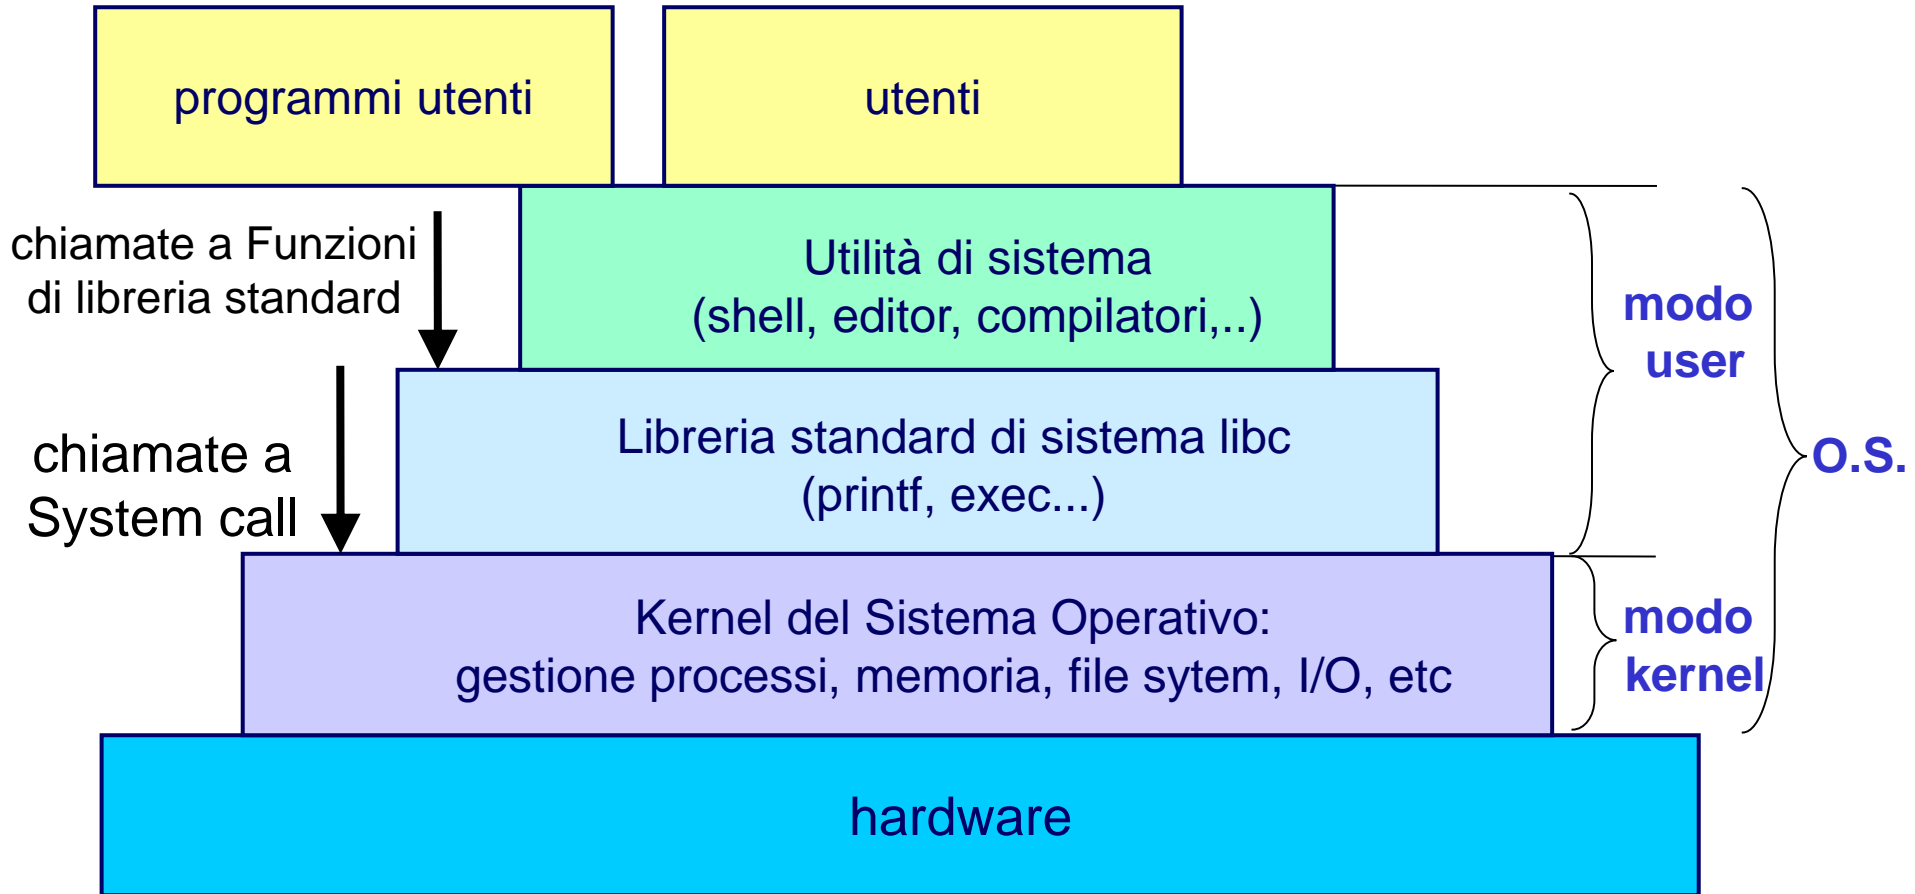 programmi utenti
utenti
chiamate a Funzioni
di libreria standard
Utilità di sistema
(shell, editor, compilatori,..)
modo
user
chiamate a
System call
Libreria standard di sistema libc
(printf, exec...)
O.S.
Kernel del Sistema Operativo:
gestione processi, memoria, file sytem, I/O, etc
modo
kernel
hardware